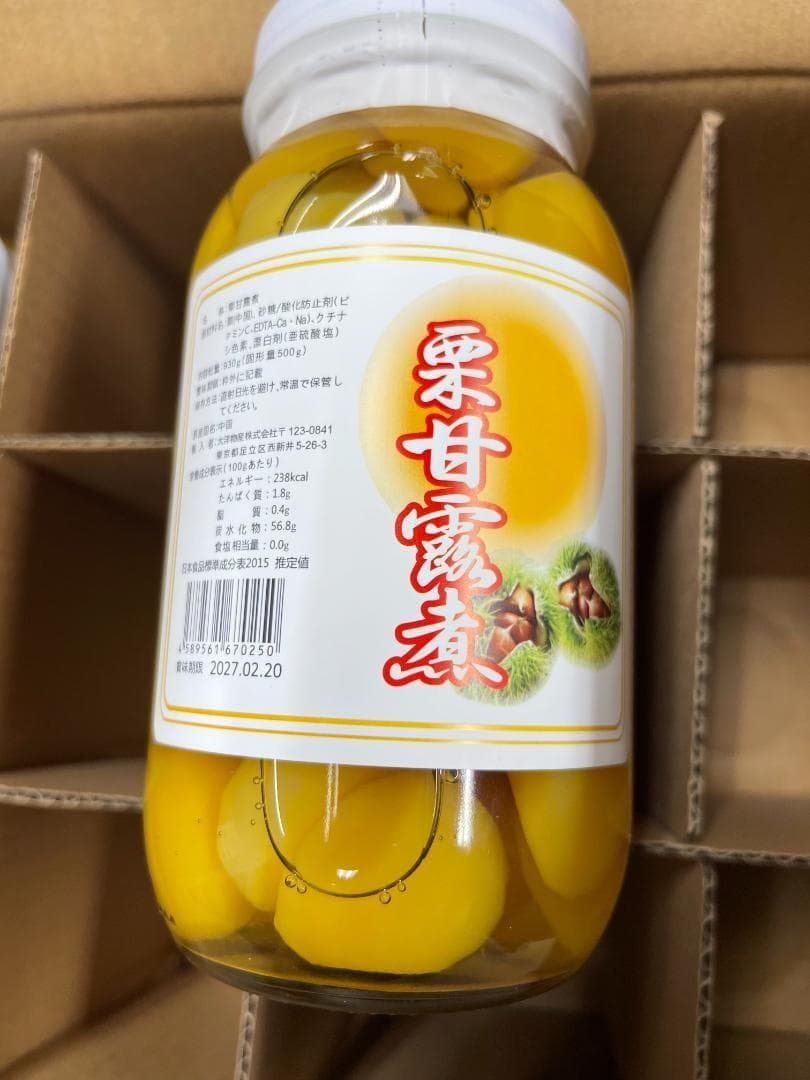 名　称:栗甘露煮
原材料名:栗(中国)、砂糖/酸化防止剤(ビ
タミンC、EDTA-Ca・Na)、クチナ
シ色素、漂白剤(亜硫酸塩)
内容総量:930g(固形量500g)
賞味期限:枠外に記載
保存方法:直射日光を避け、常温で保管し
てください。
原産国名:中国
輸入者:大洋物産株式会社〒123-0841
東京都足立区西新井5-26-3
栄養成分表示(100gあたり)
エネルギー:238kcal
たんぱく質:1.8g
脂　　質:0.4g
炭水化物:56.8g
食塩相当量:0.0g
日本食品標準成分表2015 推定値
4589561670250
賞味期限 2027.02.20
栗甘露煮